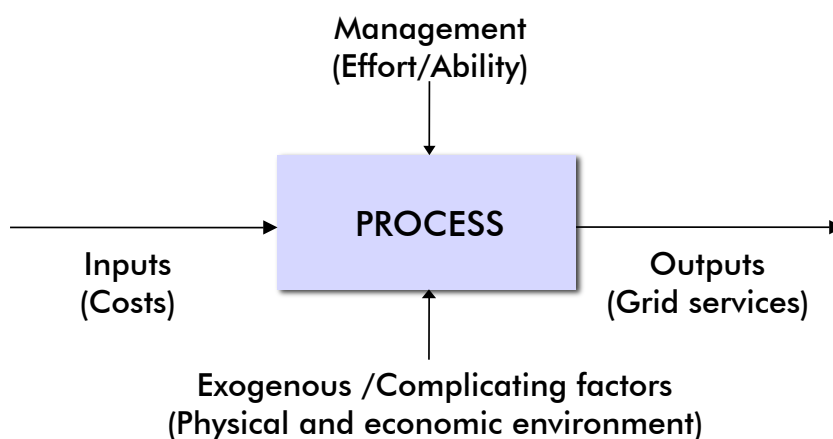 Management
(Effort/Ability)
PROCESS
Inputs
(Costs)
Outputs
(Grid services)
Exogenous /Complicating factors
(Physical and economic environment)